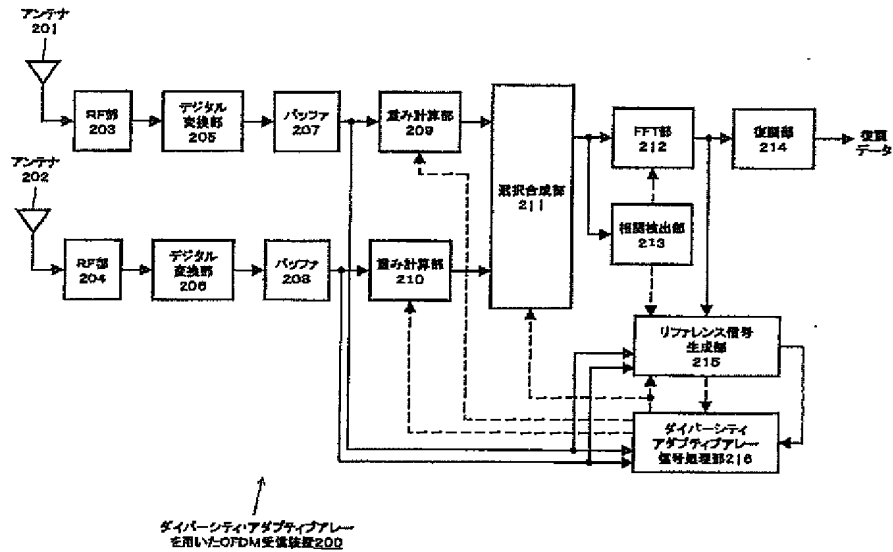 アンテナ
201
RF部
203
デジタル
変換部
205
バッファ
207
重み計算部
209
選択合成部
211
FFT部
212
復調部
214
復調
データ
相関検出部
213
アンテナ
202
RF部
204
デジタル
変換部
206
バッファ
208
重み計算部
210
リファレンス信号
生成部
215
ダイバーシティ
アダプティブアレー
信号処理部216
ダイバーシティ・アダプティブアレー
を用いたOFDM受信装置200